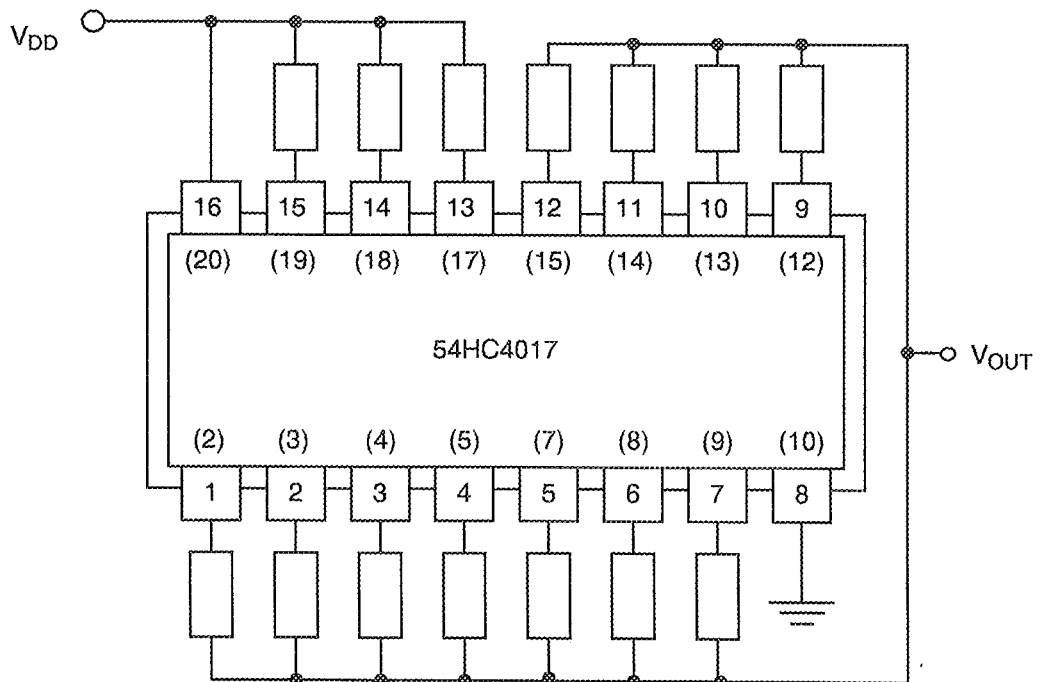 V_DD
16 15 14 13 12 11 10 9
(20) (19) (18) (17) (15) (14) (13) (12)
54HC4017
V_OUT
(2) (3) (4) (5) (7) (8) (9) (10)
1 2 3 4 5 6 7 8